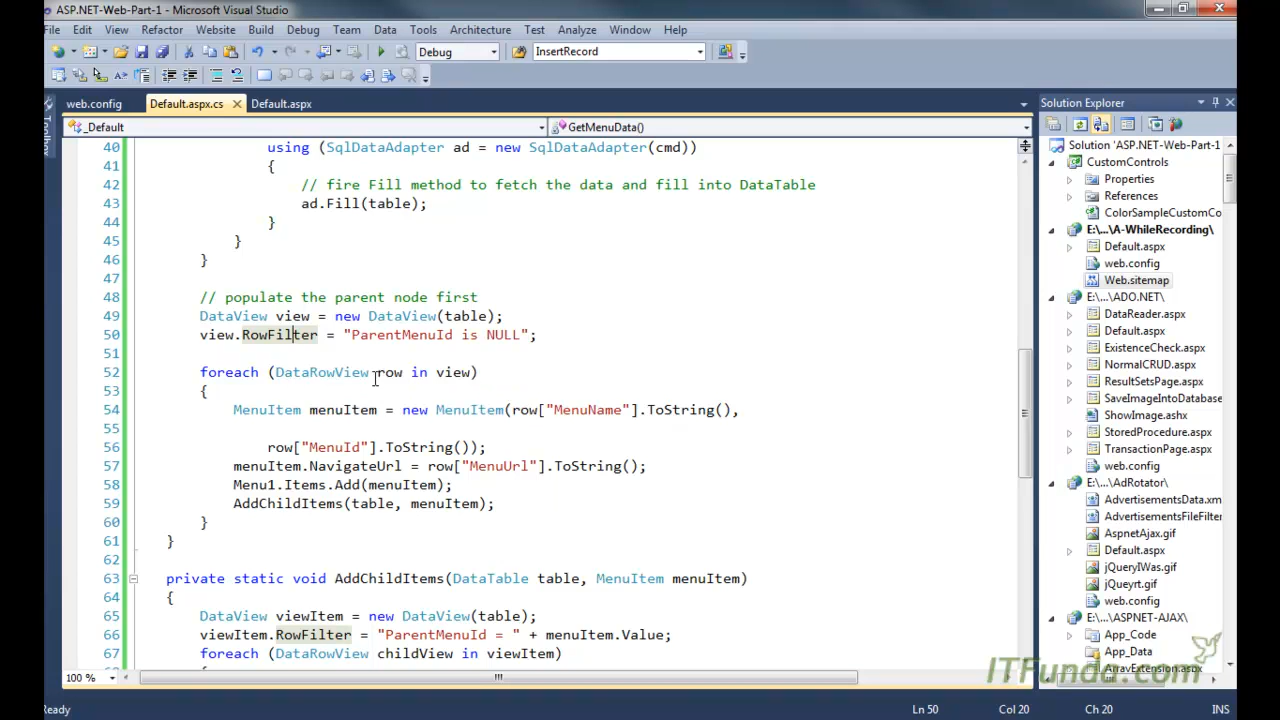 ASP.NET-Web-Part-1 - Microsoft Visual Studio
File Edit View Refactor Website Build Debug Team Data Tools Architecture Test Analyze Window Help
Debug InsertRecord
web.config Default.aspx.cs Default.aspx
_Default GetMenuData()
40 using (SqlDataAdapter ad = new SqlDataAdapter(cmd))
41 {
42 // fire Fill method to fetch the data and fill into DataTable
43 ad.Fill(table);
44 }
45 }
46 }
47
48 // populate the parent node first
49 DataView view = new DataView(table);
50 view.RowFilter = "ParentMenuId is NULL";
51
52 foreach (DataRowView row in view)
53 {
54 MenuItem menuItem = new MenuItem(row["MenuName"].ToString(),
55
56 row["MenuId"].ToString());
57 menuItem.NavigateUrl = row["MenuUrl"].ToString();
58 Menu1.Items.Add(menuItem);
59 AddChildItems(table, menuItem);
60 }
61 }
62
63 private static void AddChildItems(DataTable table, MenuItem menuItem)
64 {
65 DataView viewItem = new DataView(table);
66 viewItem.RowFilter = "ParentMenuId = " + menuItem.Value;
67 foreach (DataRowView childView in viewItem)
100 %
Toolbox
Solution Explorer
Solution 'ASP.NET-Web-Part-1
CustomControls
Properties
References
ColorSampleCustomCo
E:\...\A-WhileRecording\
Default.aspx
web.config
Web.sitemap
E:\...\ADO.NET\
DataReader.aspx
Default.aspx
ExistenceCheck.aspx
NormalCRUD.aspx
ResultSetsPage.aspx
SaveImageIntoDatabase
ShowImage.ashx
StoredProcedure.aspx
TransactionPage.aspx
web.config
E:\...\AdRotator\
AdvertisementsData.xm
AdvertisementsFileFilter
AspnetAjax.gif
Default.aspx
jQueryIWas.gif
jQueyrt.gif
web.config
E:\...\ASPNET-AJAX\
App_Code
App_Data
ArrayExtension.aspx
ITFunda.com
Ready Ln 50 Col 20 Ch 20 INS